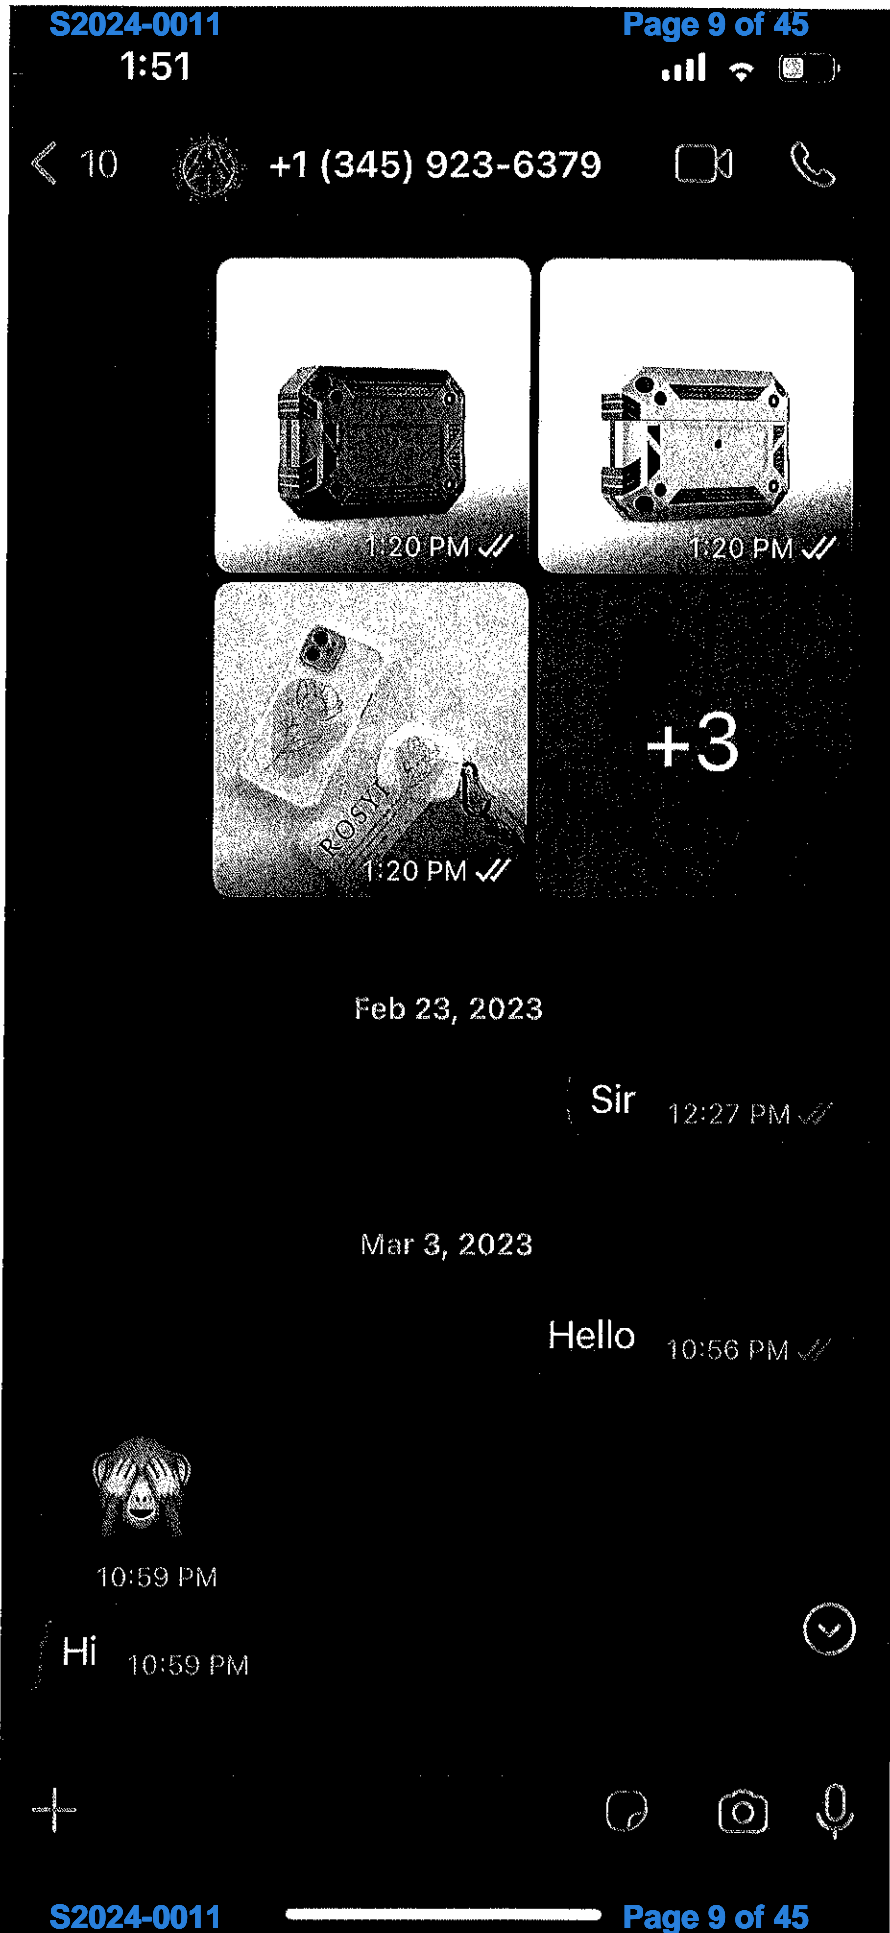 S2024-0011 Page 9 of 45
1:51
10 +1 (345) 923-6379
1:20 PM 1:20 PM
ROSYI
1:20 PM +3
Feb 23, 2023
Sir 12:27 PM
Mar 3, 2023
Hello 10:56 PM
10:59 PM
Hi 10:59 PM
S2024-0011 Page 9 of 45